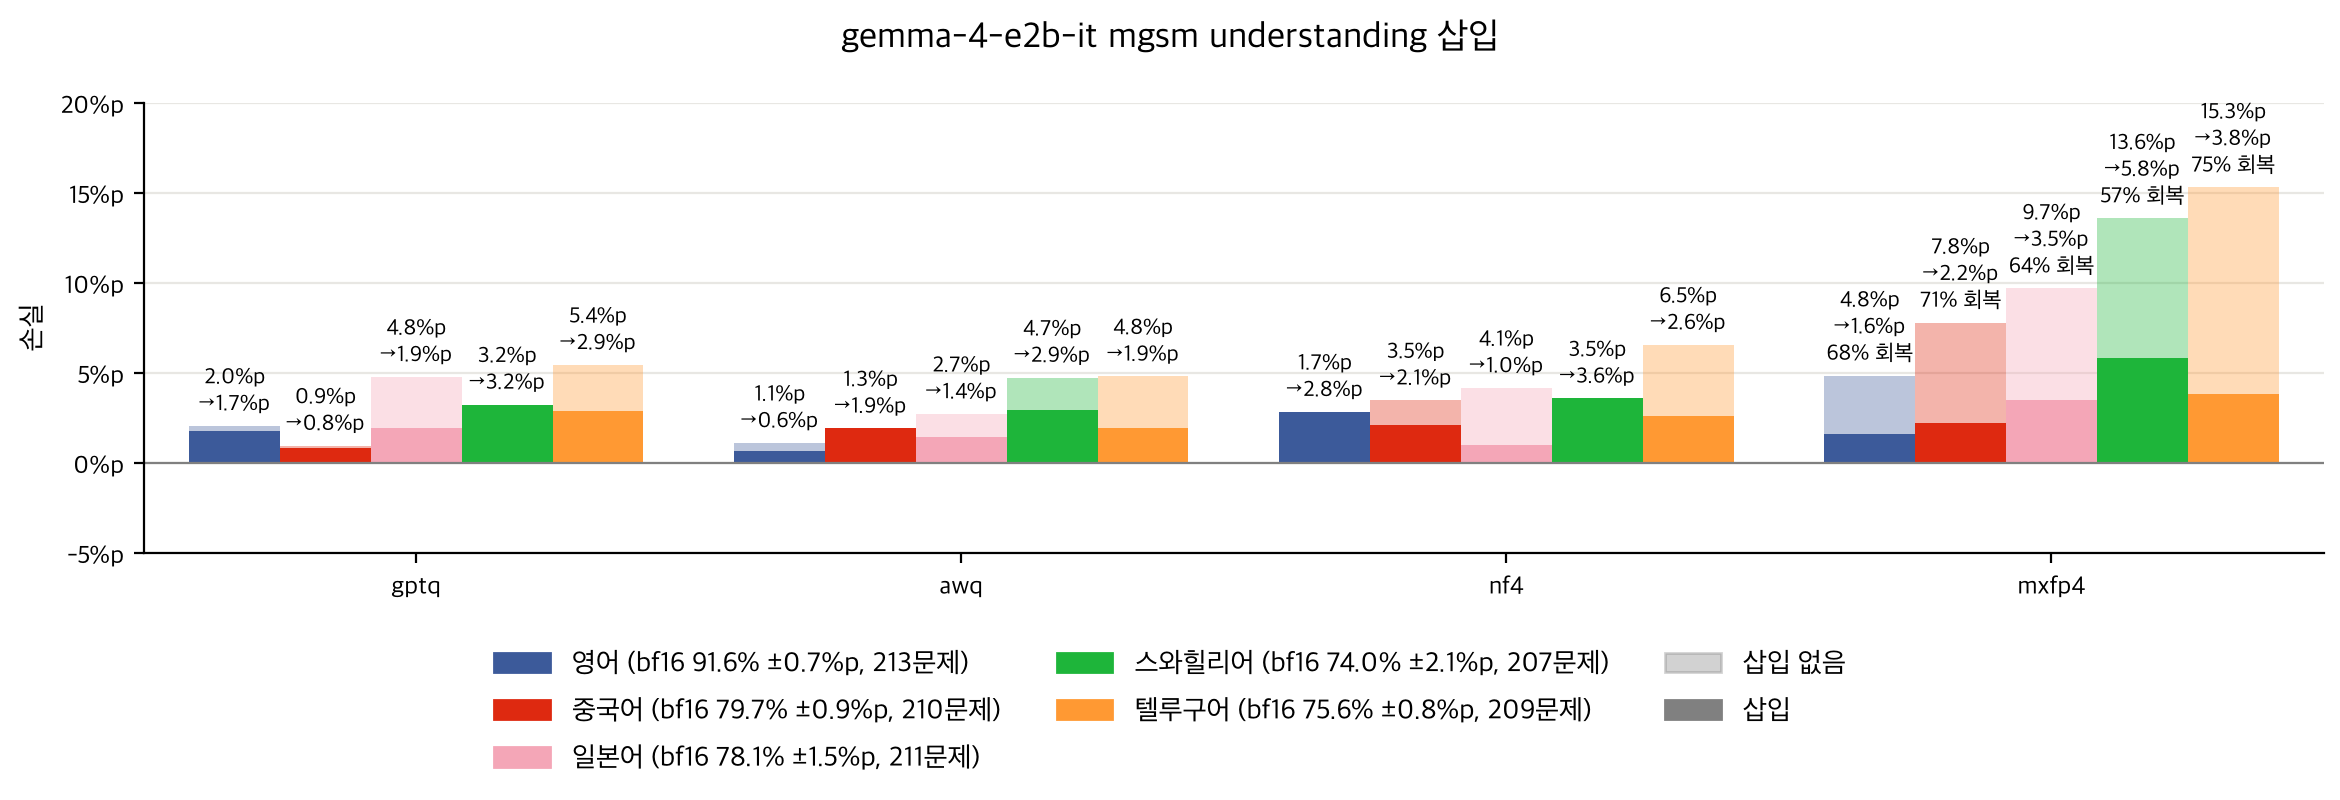 gemma-4-e2b-it mgsm understanding 삽입
손실
20%p
15%p
10%p
5%p
0%p
-5%p
2.0%p
→1.7%p
0.9%p
→0.8%p
4.8%p
→1.9%p
3.2%p
→3.2%p
5.4%p
→2.9%p
1.1%p
→0.6%p
1.3%p
→1.9%p
2.7%p
→1.4%p
4.7%p
→2.9%p
4.8%p
→1.9%p
1.7%p
→2.8%p
3.5%p
→2.1%p
4.1%p
→1.0%p
3.5%p
→3.6%p
6.5%p
→2.6%p
4.8%p
→1.6%p
68% 회복
7.8%p
→2.2%p
71% 회복
9.7%p
→3.5%p
64% 회복
13.6%p
→5.8%p
57% 회복
15.3%p
→3.8%p
75% 회복
gptq
awq
nf4
mxfp4
영어 (bf16 91.6% ±0.7%p, 213문제)
중국어 (bf16 79.7% ±0.9%p, 210문제)
일본어 (bf16 78.1% ±1.5%p, 211문제)
스와힐리어 (bf16 74.0% ±2.1%p, 207문제)
텔루구어 (bf16 75.6% ±0.8%p, 209문제)
삽입 없음
삽입